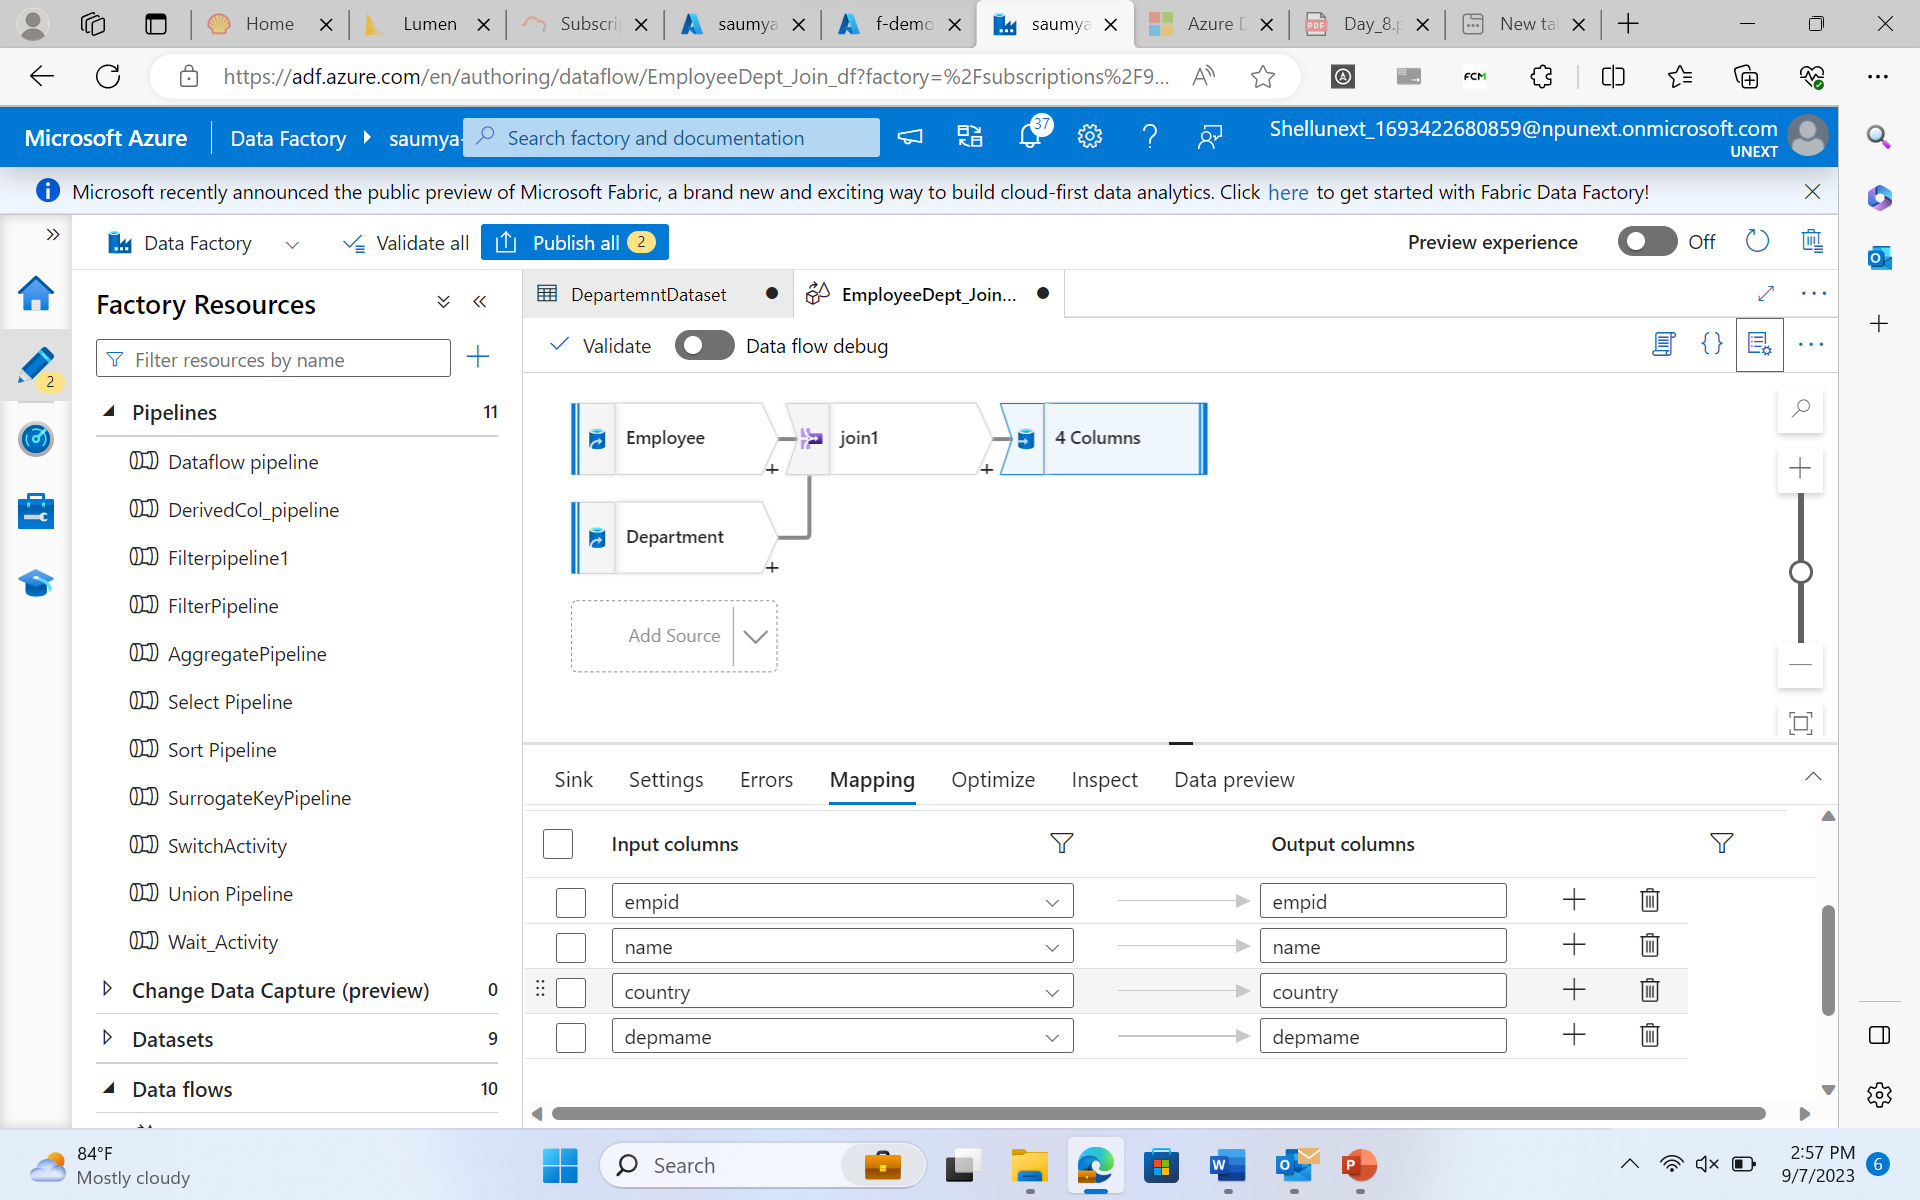 Home
Lumen
Subscri
saumya
f-demo
saumya
Azure D
Day_8.p
New tab
https://adf.azure.com/en/authoring/dataflow/EmployeeDept_Join_df?factory=%2Fsubscriptions%2F9...
FCM
Microsoft Azure
Data Factory
saumya-
Search factory and documentation
37
Shellunext_1693422680859@npunext.onmicrosoft.com
UNEXT
Microsoft recently announced the public preview of Microsoft Fabric, a brand new and exciting way to build cloud-first data analytics. Click here to get started with Fabric Data Factory!
Data Factory
Validate all
Publish all 2
Preview experience
Off
Factory Resources
Filter resources by name
2
Pipelines 11
Dataflow pipeline
DerivedCol_pipeline
Filterpipeline1
FilterPipeline
AggregatePipeline
Select Pipeline
Sort Pipeline
SurrogateKeyPipeline
SwitchActivity
Union Pipeline
Wait_Activity
Change Data Capture (preview) 0
Datasets 9
Data flows 10
DepartemntDataset
EmployeeDept_Join...
Validate
Data flow debug
Employee
join1
4 Columns
Department
Add Source
Sink
Settings
Errors
Mapping
Optimize
Inspect
Data preview
Input columns
Output columns
empid
empid
name
name
country
country
depmame
depmame
84°F
Mostly cloudy
Search
2:57 PM
9/7/2023
6